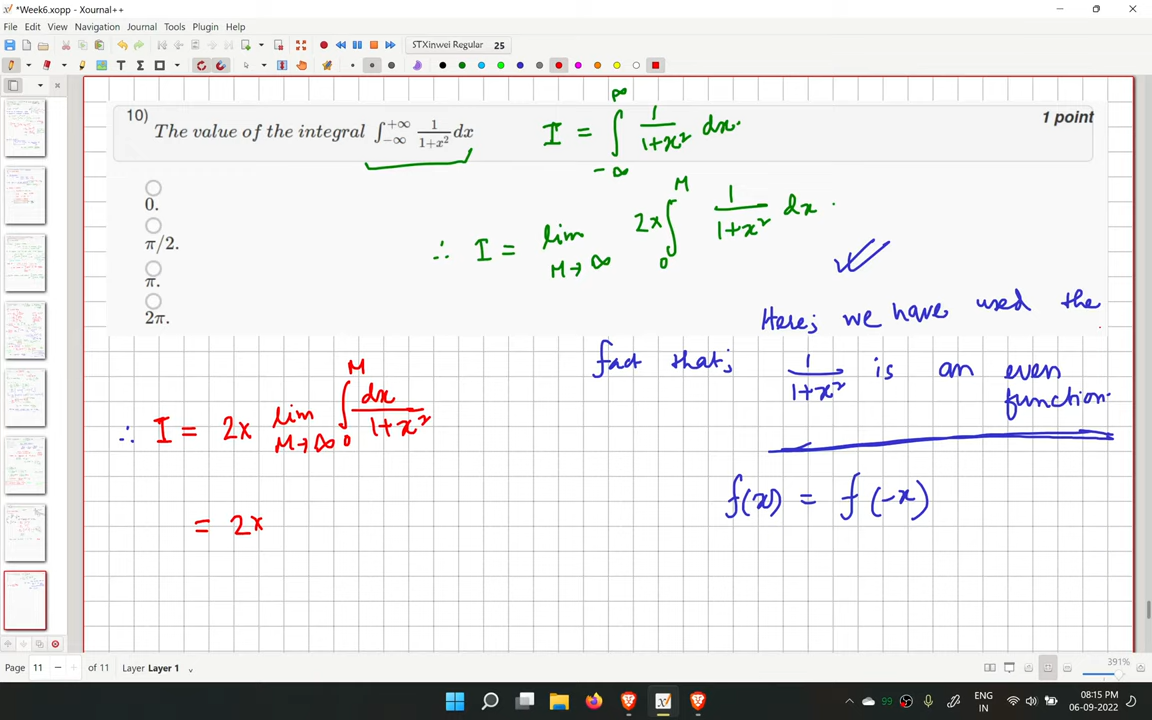 *Week6.xopp - Xournal++
File Edit View Navigation Journal Tools Plugin Help
STXinwei Regular 25
10) The value of the integral ∫_{-∞}^{+∞} 1/(1+x²) dx
1 point
I = ∫_{-∞}^{∞} 1/(1+x²) dx.
0.
π/2.
π.
2π.
∴ I = lim_{M→∞} 2x ∫_0^M 1/(1+x²) dx.
Here; we have used the
fact that; 1/(1+x²) is an even
function.
∴ I = 2x lim_{M→∞} ∫_0^M dx/(1+x²)
f(x) = f(-x)
= 2x
Page 11 of 11 Layer Layer 1
391%
99
ENG
IN
08:15 PM
06-09-2022